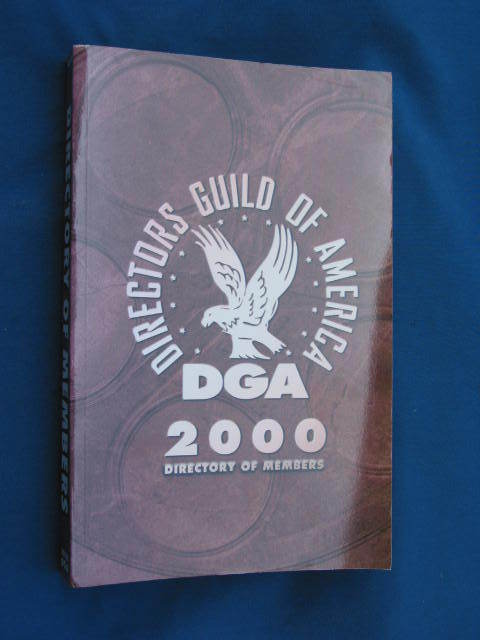 DIRECTORS GUILD OF AMERICA
DGA
2000
DIRECTORY OF MEMBERS
DIRECTORY OF MEMBERS